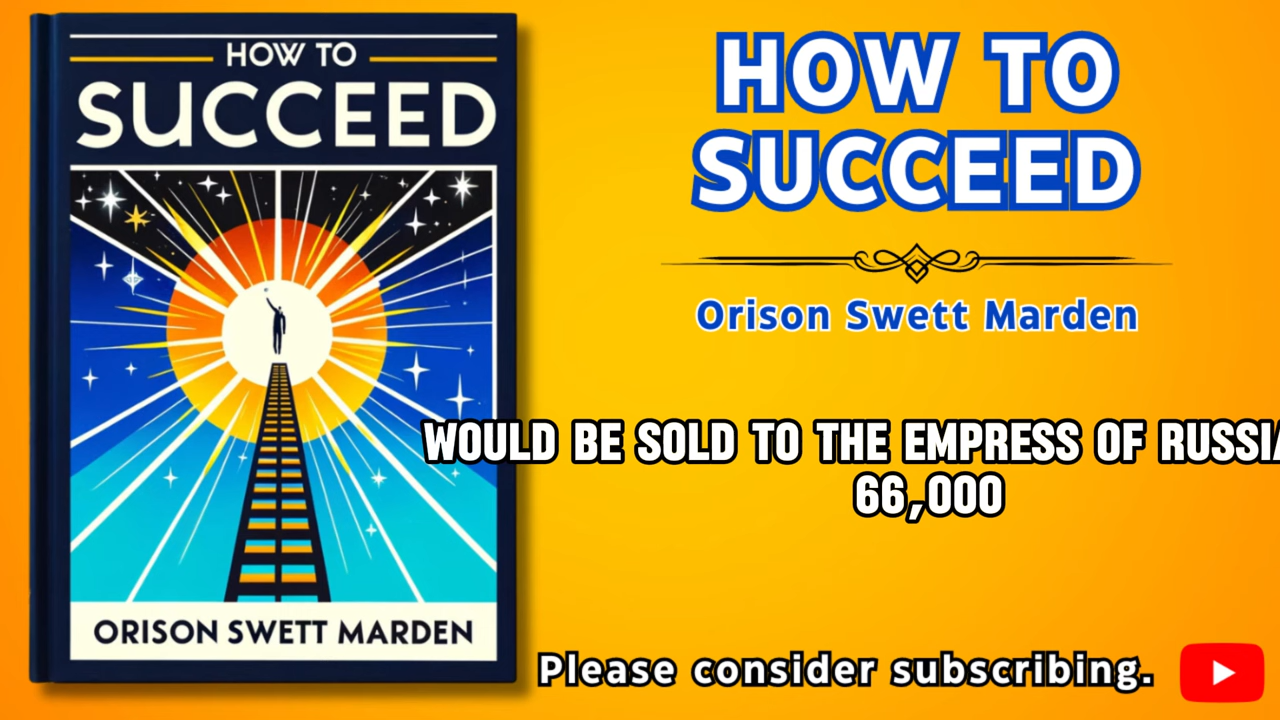 HOW TO
SUCCEED
ORISON SWETT MARDEN
HOW TO
SUCCEED
Orison Swett Marden
WOULD BE SOLD TO THE EMPRESS OF RUSSIA
66,000
Please consider subscribing.